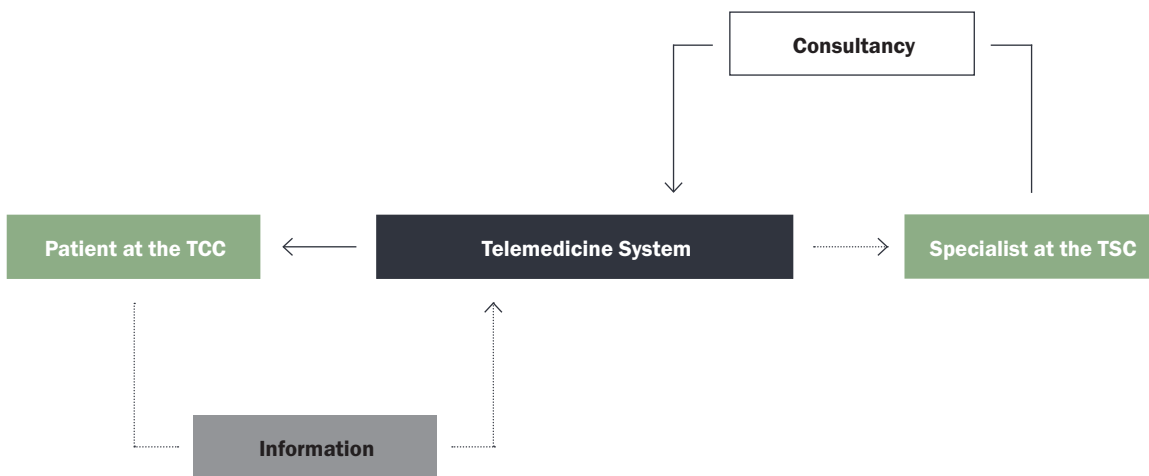 Consultancy
Patient at the TCC
Telemedicine System
Specialist at the TSC
Information